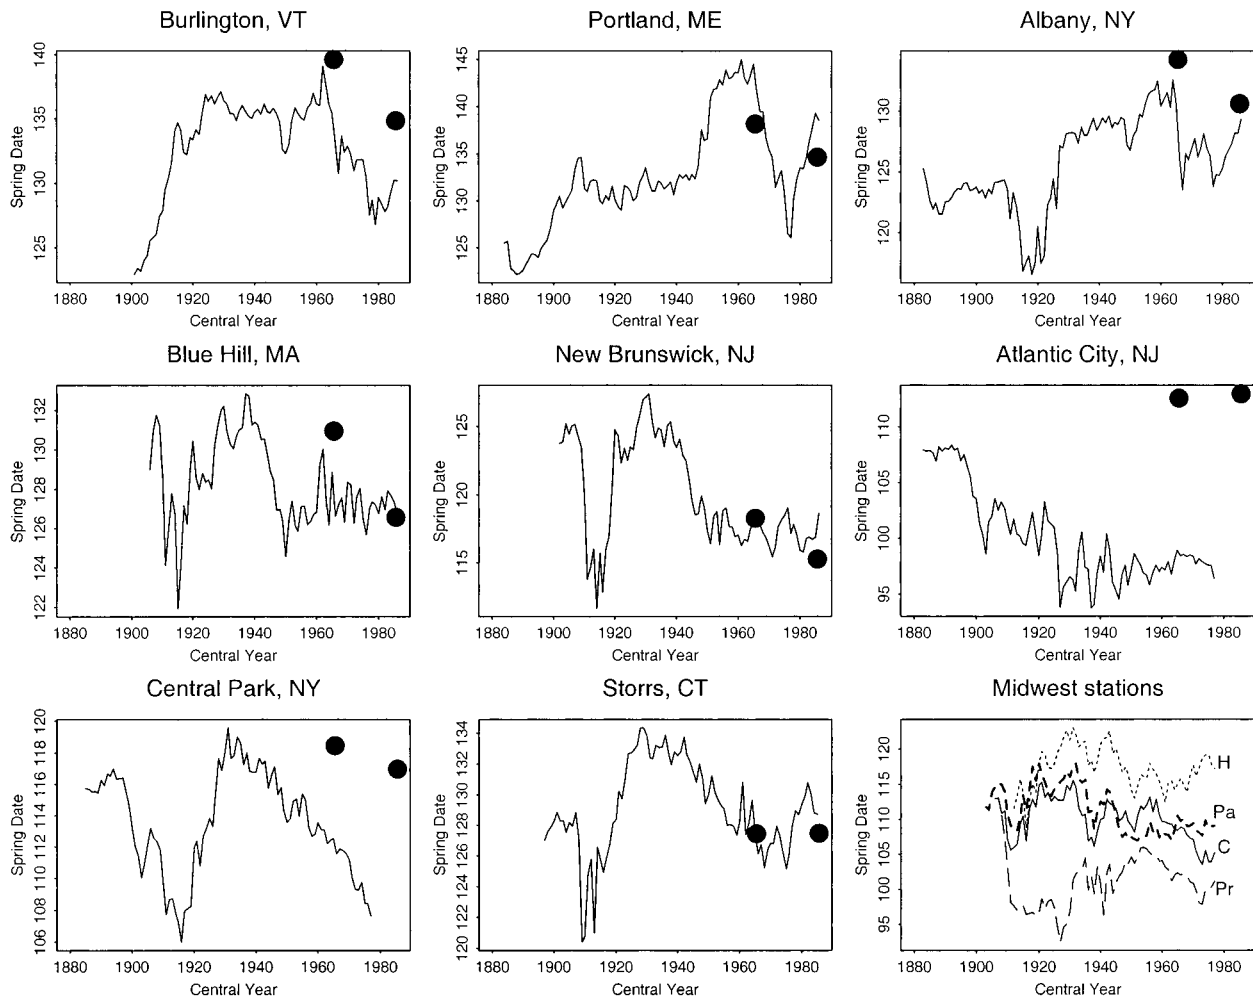 Burlington, VT
Spring Date
125 130 135 140
1880 1900 1920 1940 1960 1980
Central Year
Portland, ME
Spring Date
125 130 135 140 145
1880 1900 1920 1940 1960 1980
Central Year
Albany, NY
Spring Date
120 125 130
1880 1900 1920 1940 1960 1980
Central Year
Blue Hill, MA
Spring Date
122 124 126 128 130 132
1880 1900 1920 1940 1960 1980
Central Year
New Brunswick, NJ
Spring Date
115 120 125
1880 1900 1920 1940 1960 1980
Central Year
Atlantic City, NJ
Spring Date
95 100 105 110
1880 1900 1920 1940 1960 1980
Central Year
Central Park, NY
Spring Date
106 108 110 112 114 116 118 120
1880 1900 1920 1940 1960 1980
Central Year
Storrs, CT
Spring Date
120 122 124 126 128 130 132 134
1880 1900 1920 1940 1960 1980
Central Year
Midwest stations
Spring Date
95 100 105 110 115 120
H
Pa
C
Pr
1880 1900 1920 1940 1960 1980
Central Year